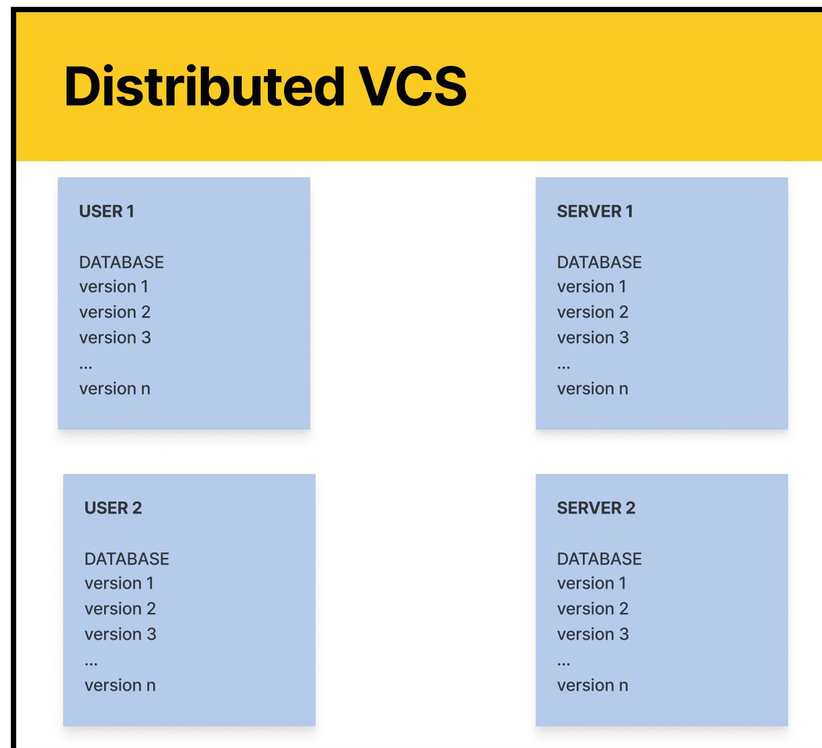 Distributed VCS
USER 1
DATABASE
version 1
version 2
version 3
...
version n
SERVER 1
DATABASE
version 1
version 2
version 3
...
version n
USER 2
DATABASE
version 1
version 2
version 3
...
version n
SERVER 2
DATABASE
version 1
version 2
version 3
...
version n